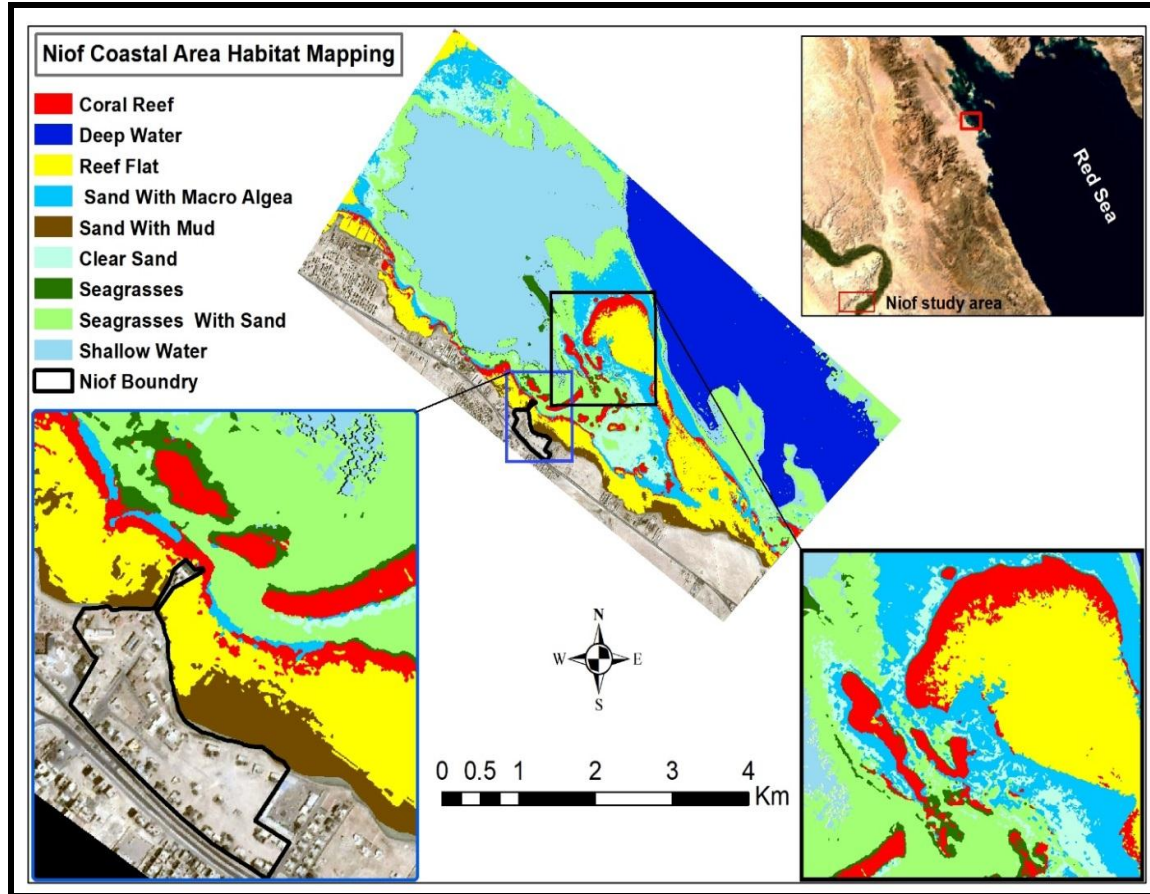 Niof Coastal Area Habitat Mapping
Coral Reef
Deep Water
Reef Flat
Sand With Macro Algea
Sand With Mud
Clear Sand
Seagrasses
Seagrasses With Sand
Shallow Water
Niof Boundry
Red Sea
Niof study area
N
W E
S
0 0.5 1 2 3 4
Km